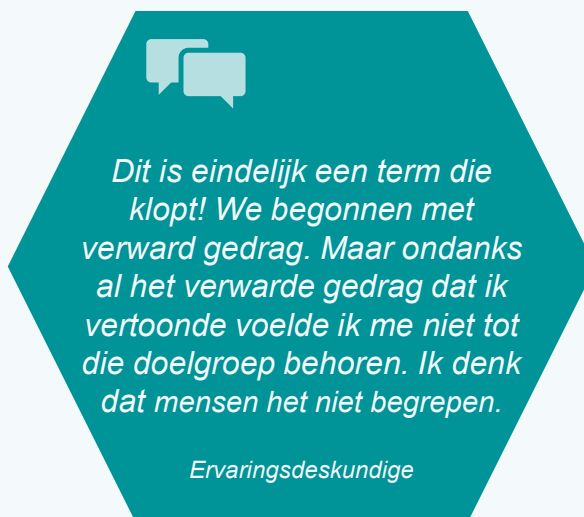 Dit is eindelijk een term die
klopt! We begonnen met
verward gedrag. Maar ondanks
al het verwarde gedrag dat ik
vertoonde voelde ik me niet tot
die doelgroep behoren. Ik denk
dat mensen het niet begrepen.
Ervaringsdeskundige